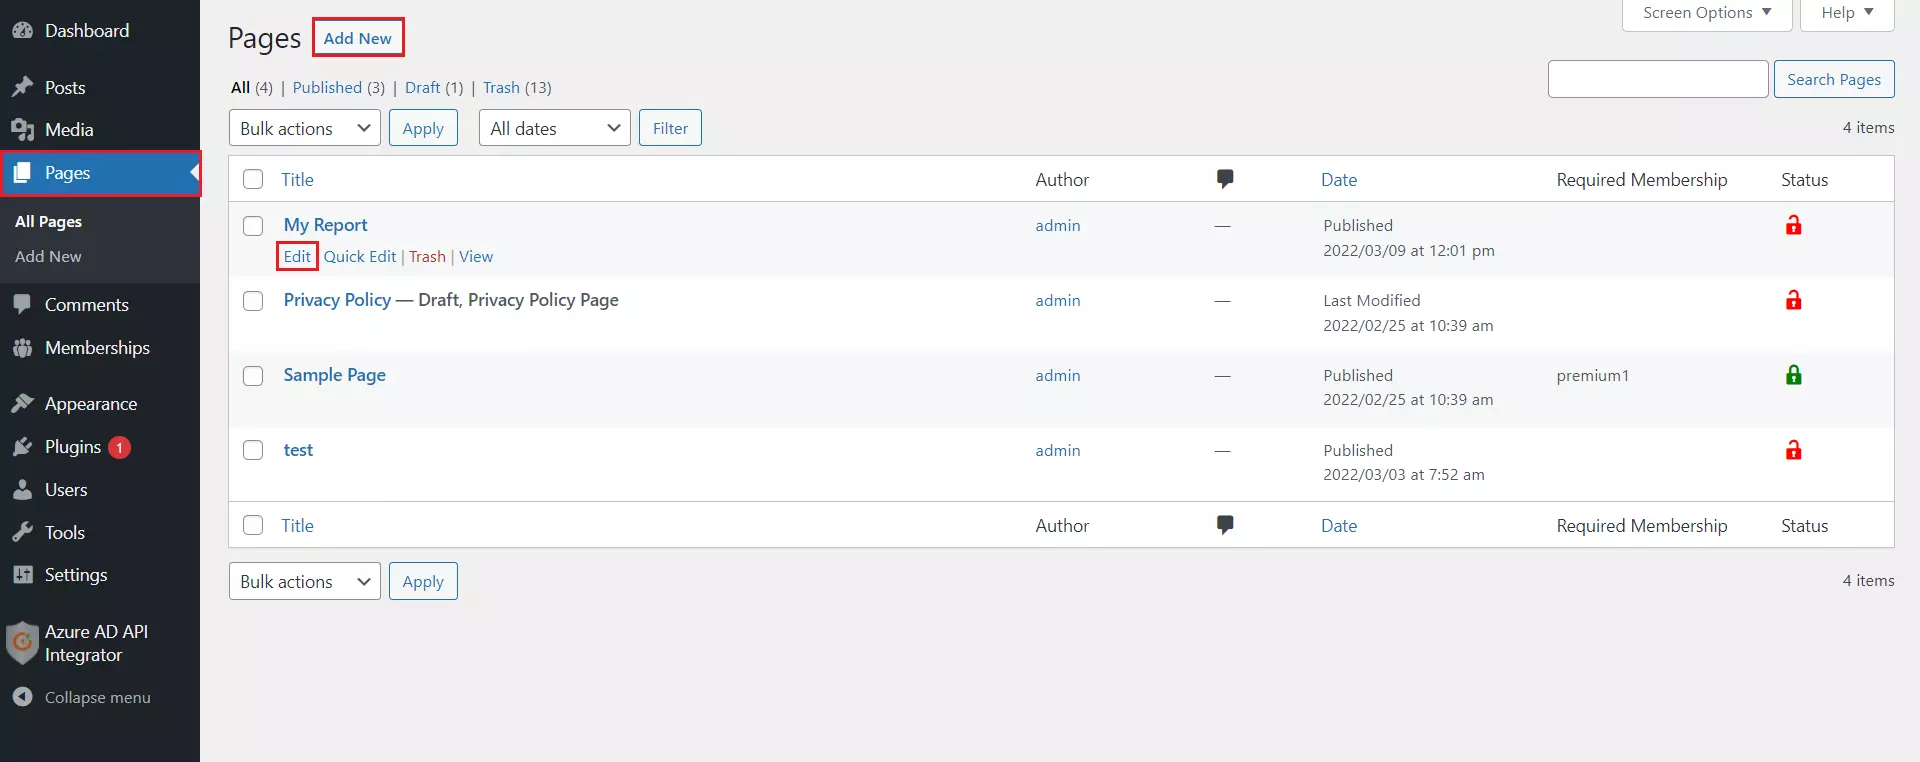 Dashboard
Posts
Media
Pages
All Pages
Add New
Comments
Memberships
Appearance
Plugins 1
Users
Tools
Settings
Azure AD API
Integrator
Collapse menu
Screen Options
Help
Pages Add New
All (4) | Published (3) | Draft (1) | Trash (13)
Search Pages
Bulk actions Apply All dates Filter
4 items
Title Author Date Required Membership Status
My Report admin — Published
Edit Quick Edit | Trash | View 2022/03/09 at 12:01 pm
Privacy Policy — Draft, Privacy Policy Page admin — Last Modified
2022/02/25 at 10:39 am
Sample Page admin — Published premium1
2022/02/25 at 10:39 am
test admin — Published
2022/03/03 at 7:52 am
Title Author Date Required Membership Status
Bulk actions Apply
4 items